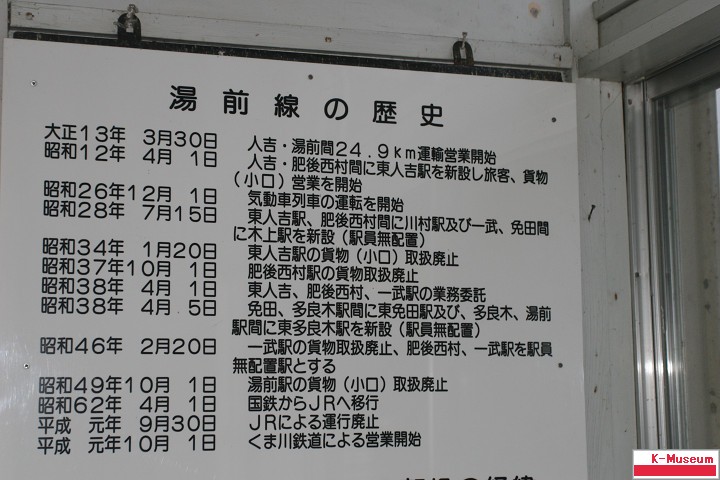 湯前線の歴史
大正13年 3月30日 人吉・湯前間24.9km運輸営業開始
昭和12年 4月 1日 人吉・肥後西村間に東人吉駅を新設し旅客、貨物
(小口)営業を開始
昭和26年12月 1日 気動車列車の運転を開始
昭和28年 7月15日 東人吉駅、肥後西村間に川村駅及び一武、免田間
に木上駅を新設(駅員無配置)
昭和34年 1月20日 東人吉駅の貨物(小口)取扱廃止
昭和37年10月 1日 肥後西村駅の貨物取扱廃止
昭和38年 4月 1日 東人吉、肥後西村、一武駅の業務委託
昭和38年 4月 5日 免田、多良木駅間に東免田駅及び、多良木、湯前
駅間に東多良木駅を新設(駅員無配置)
昭和46年 2月20日 一武駅の貨物取扱廃止、肥後西村、一武駅を駅員
無配置駅とする
昭和49年10月 1日 湯前駅の貨物(小口)取扱廃止
昭和62年 4月 1日 国鉄からJRへ移行
平成 元年 9月30日 JRによる運行廃止
平成 元年10月 1日 くま川鉄道による営業開始
K-Museum